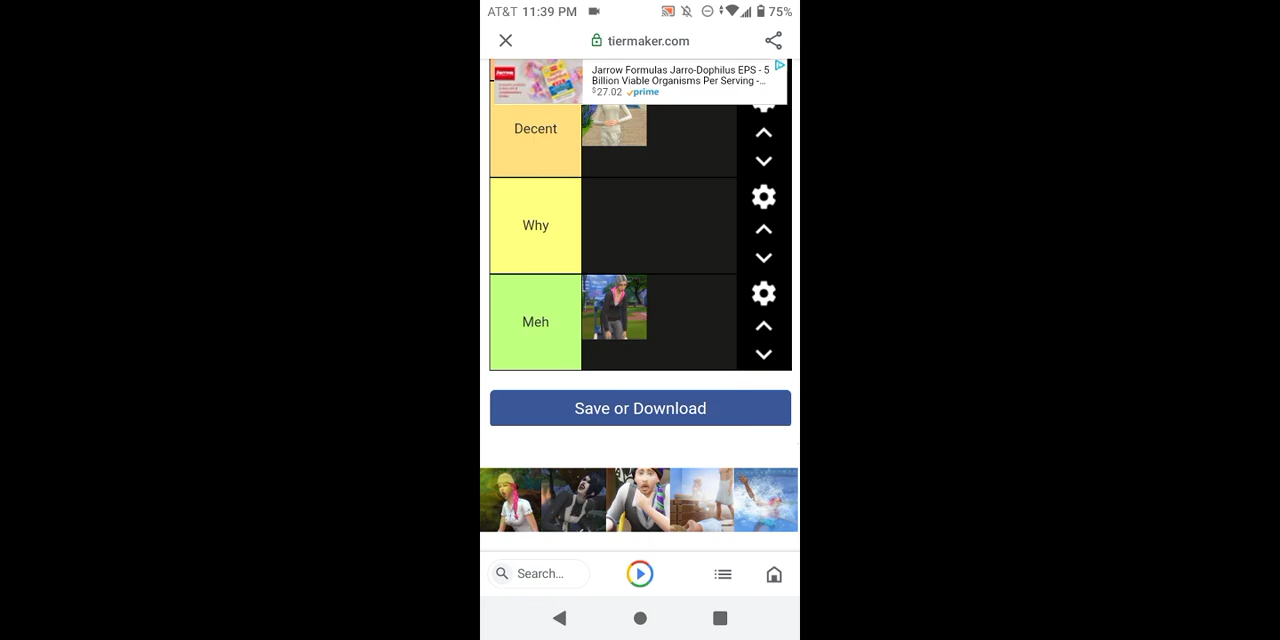 AT&T 11:39 PM 75%
tiermaker.com
Jarrow Formulas Jarro-Dophilus EPS - 5
Billion Viable Organisms Per Serving -...
$27.02 prime
Decent
Why
Meh
Save or Download
Search...